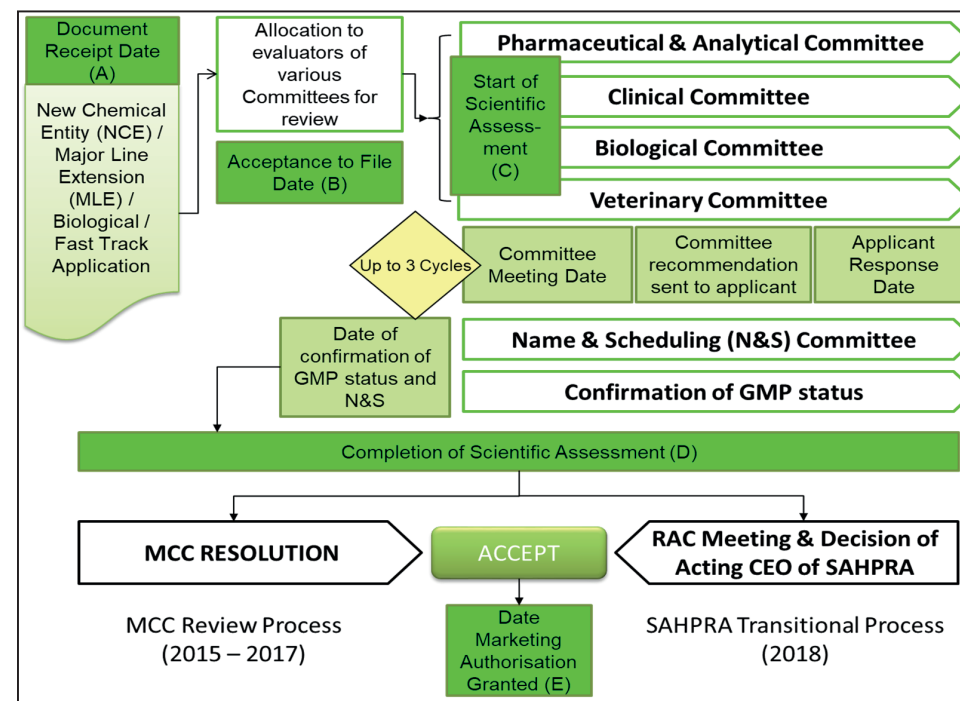 Document
Receipt Date
(A)
New Chemical
Entity (NCE) /
Major Line
Extension
(MLE) /
Biological /
Fast Track
Application
Allocation to
evaluators of
various
Committees for
review
Acceptance to File
Date (B)
Start of
Scientific
Assess-
ment
(C)
Pharmaceutical & Analytical Committee
Clinical Committee
Biological Committee
Veterinary Committee
Up to 3 Cycles
Committee
Meeting Date
Committee
recommendation
sent to applicant
Applicant
Response
Date
Date of
confirmation of
GMP status and
N&S
Name & Scheduling (N&S) Committee
Confirmation of GMP status
Completion of Scientific Assessment (D)
MCC RESOLUTION
ACCEPT
RAC Meeting & Decision of
Acting CEO of SAHPRA
MCC Review Process
(2015 – 2017)
Date
Marketing
Authorisation
Granted (E)
SAHPRA Transitional Process
(2018)